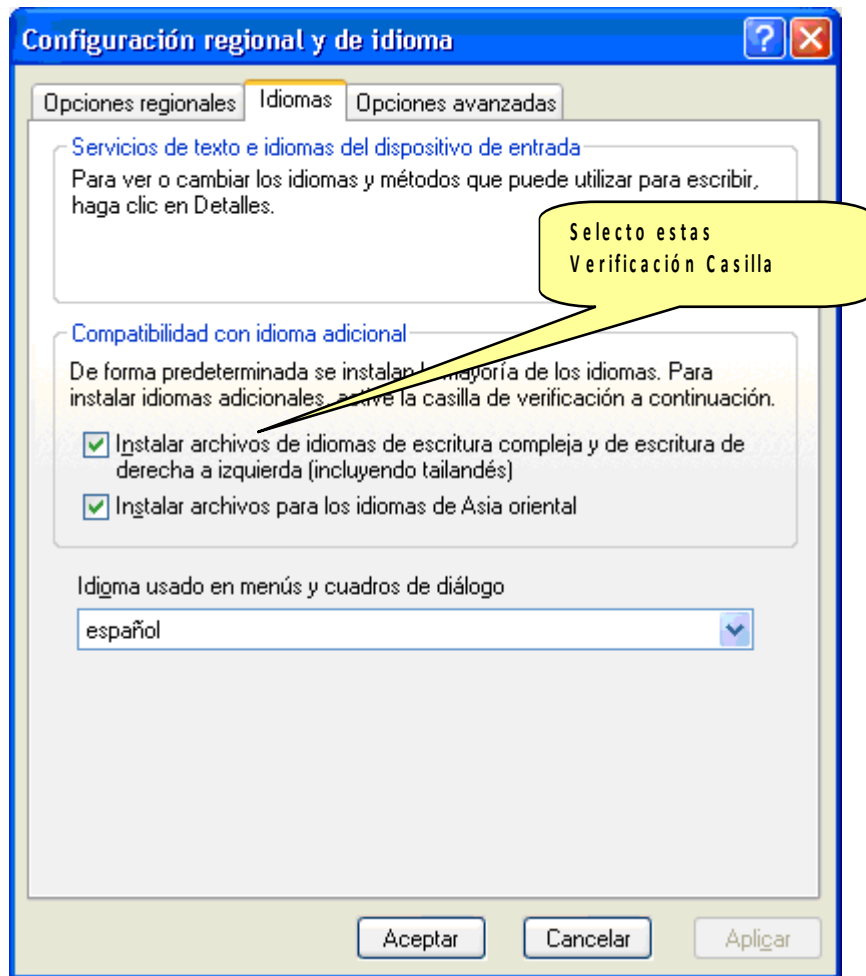 Configuración regional y de idioma
Opciones regionales Idiomas Opciones avanzadas
Servicios de texto e idiomas del dispositivo de entrada
Para ver o cambiar los idiomas y métodos que puede utilizar para escribir,
haga clic en Detalles.
Selecto estas
Verificación Casilla
Compatibilidad con idioma adicional
De forma predeterminada se instalan la mayoría de los idiomas. Para
instalar idiomas adicionales, active la casilla de verificación a continuación.
Instalar archivos de idiomas de escritura compleja y de escritura de
derecha a izquierda (incluyendo tailandés)
Instalar archivos para los idiomas de Asia oriental
Idioma usado en menús y cuadros de diálogo
español
Aceptar Cancelar Aplicar